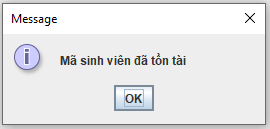 Message
Mã sinh viên đã tồn tài
OK